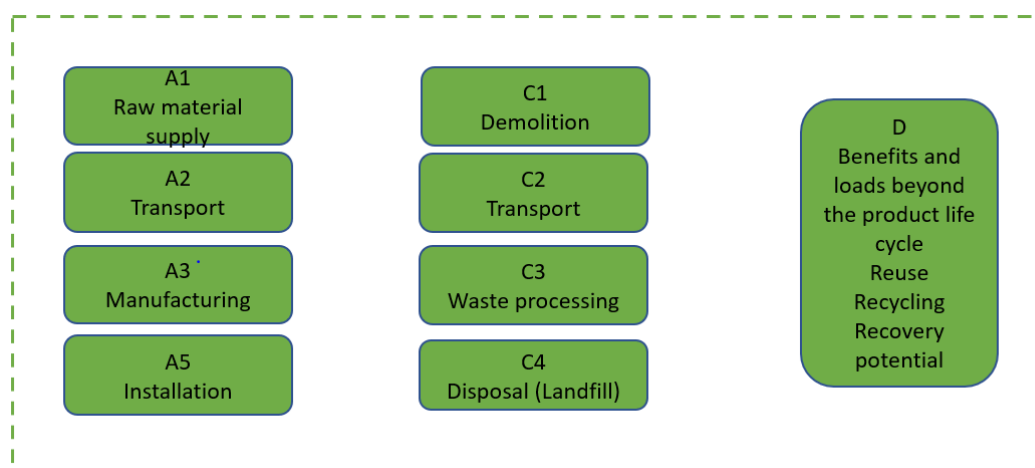 A1
Raw material
supply
A2
Transport
A3
Manufacturing
A5
Installation
C1
Demolition
C2
Transport
C3
Waste processing
C4
Disposal (Landfill)
D
Benefits and
loads beyond
the product life
cycle
Reuse
Recycling
Recovery
potential